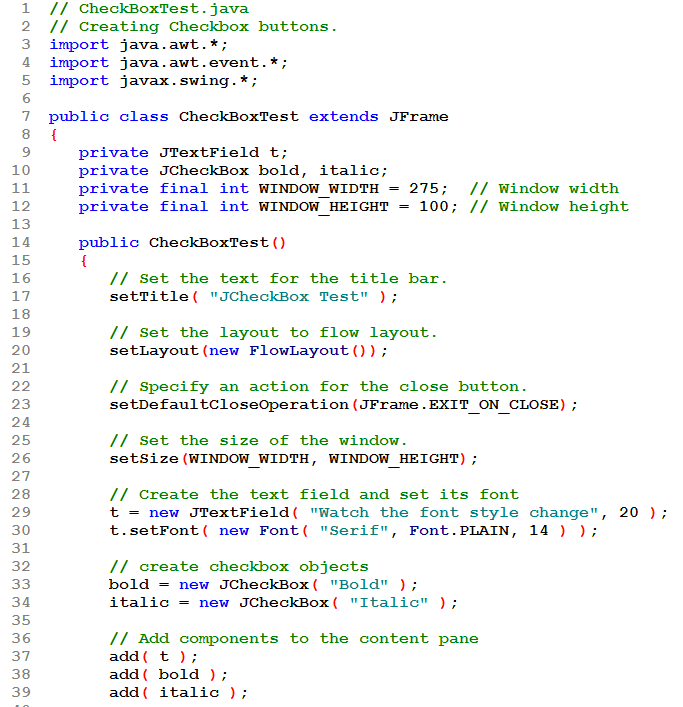 1 // CheckBoxTest.java
2 // Creating Checkbox buttons.
3 import java.awt.*;
4 import java.awt.event.*;
5 import javax.swing.*;
6
7 public class CheckBoxTest extends JFrame
8 {
9 private JTextField t;
10 private JCheckBox bold, italic;
11 private final int WINDOW_WIDTH = 275; // Window width
12 private final int WINDOW_HEIGHT = 100; // Window height
13
14 public CheckBoxTest()
15 {
16 // Set the text for the title bar.
17 setTitle( "JCheckBox Test" );
18
19 // Set the layout to flow layout.
20 setLayout(new FlowLayout());
21
22 // Specify an action for the close button.
23 setDefaultCloseOperation(JFrame.EXIT_ON_CLOSE);
24
25 // Set the size of the window.
26 setSize(WINDOW_WIDTH, WINDOW_HEIGHT);
27
28 // Create the text field and set its font
29 t = new JTextField( "Watch the font style change", 20 );
30 t.setFont( new Font( "Serif", Font.PLAIN, 14 ) );
31
32 // create checkbox objects
33 bold = new JCheckBox( "Bold" );
34 italic = new JCheckBox( "Italic" );
35
36 // Add components to the content pane
37 add( t );
38 add( bold );
39 add( italic );